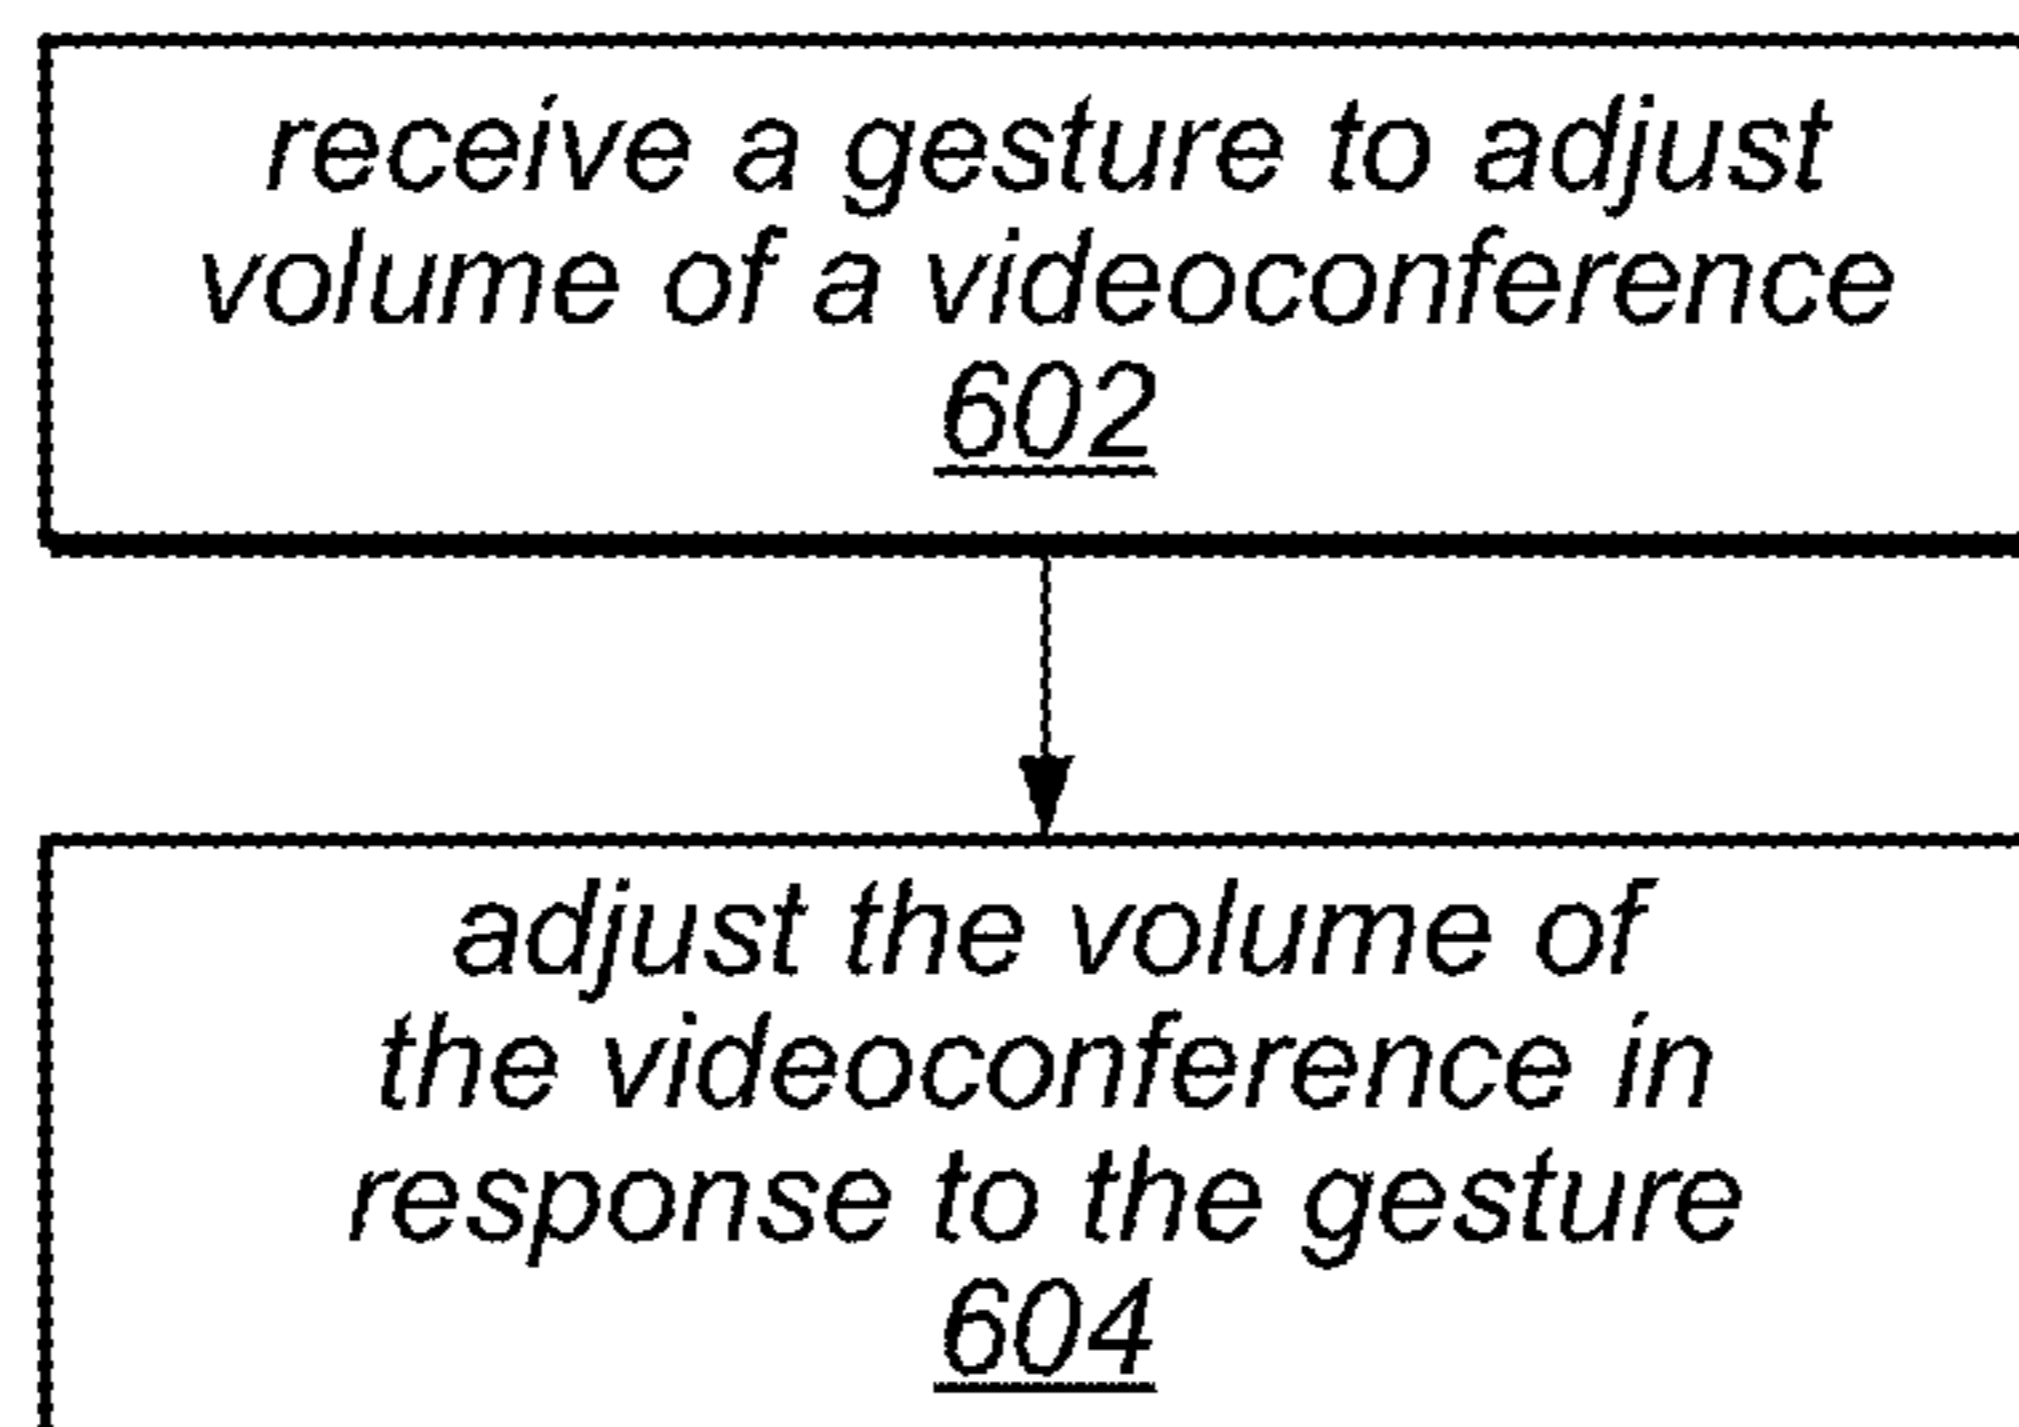 receive a gesture to adjust
volume of a videoconference
602
adjust the volume of
the videoconference in
response to the gesture
604